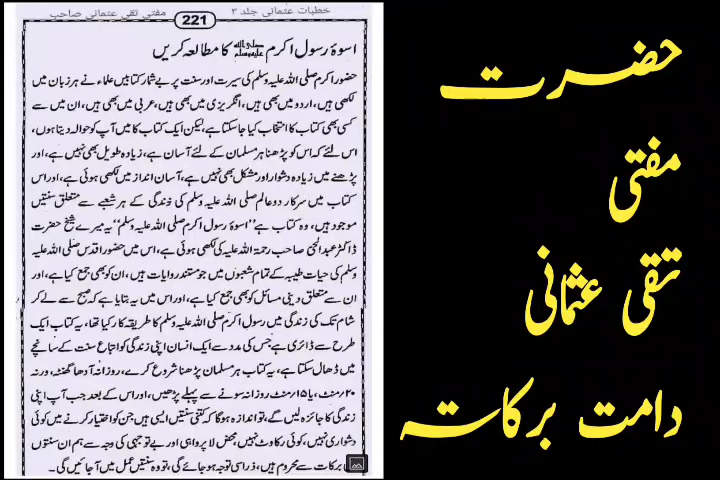 خطبات عثمانی جلد ۳
221
مفتی تقی عثمانی صاحب
اسوۂ رسول اکرم ﷺ کا مطالعہ کریں
حضور اکرم صلی اللہ علیہ وسلم کی سیرت اور سنت پر بے شمار کتابیں علماء نے ہر زبان میں
لکھی ہیں، اردو میں بھی ہیں، انگریزی میں بھی ہیں، عربی میں بھی ہیں، ان میں سے
کسی بھی کتاب کا انتخاب کیا جاسکتا ہے، لیکن ایک کتاب کا میں آپ کو حوالہ دیتا ہوں،
اس لئے کہ اس کو پڑھنا ہر مسلمان کے لئے آسان ہے، زیادہ طویل بھی نہیں ہے، اور
پڑھنے میں زیادہ دشوار اور مشکل بھی نہیں ہے، آسان انداز میں لکھی ہوئی ہے، اور اس
کتاب میں سرکار دو عالم صلی اللہ علیہ وسلم کی زندگی کے ہر شعبے سے متعلق سنتیں
موجود ہیں، وہ کتاب ہے "اسوۂ رسول اکرم صلی اللہ علیہ وسلم" یہ میرے شیخ حضرت
ڈاکٹر عبدالحئی صاحب رحمۃ اللہ علیہ کی لکھی ہوئی ہے، اس میں حضور اقدس صلی اللہ علیہ
وسلم کی حیات طیبہ کے تمام شعبوں میں جو مستند روایات ہیں، ان کو بھی جمع کیا ہے، اور
ان سے متعلق دینی مسائل کو بھی جمع کیا ہے، اور اس میں یہ بتایا ہے کہ صبح سے لے کر
شام تک کی زندگی میں رسول اکرم صلی اللہ علیہ وسلم کا طریقہ کار کیا تھا، یہ کتاب ایک
طرح سے ڈائری ہے جس کی مدد سے ایک انسان اپنی زندگی کو اتباع سنت کے سانچے
میں ڈھال سکتا ہے، یہ کتاب ہر مسلمان پڑھنا شروع کرے، روزانہ آدھا گھنٹہ، ورنہ
۲۰ رمنٹ، یا ۱۵ رمنٹ روزانہ سونے سے پہلے پڑھیں، اور اس کے بعد جب آپ اپنی
زندگی کا جائزہ لیں گے، تو اندازہ ہوگا کہ کتنی سنتیں ایسی ہیں جن کو اختیار کرنے میں کوئی
دشواری نہیں، کوئی رکاوٹ نہیں، محض لاپرواہی اور بے توجہی کی وجہ سے ہم ان سنتوں
برکات سے محروم ہیں، ذرا سی توجہ ہوجائے گی، تو وہ سنتیں عمل میں آجائیں گی۔
حضرت
مفتی
تقی عثمانی
دامت برکاتہ